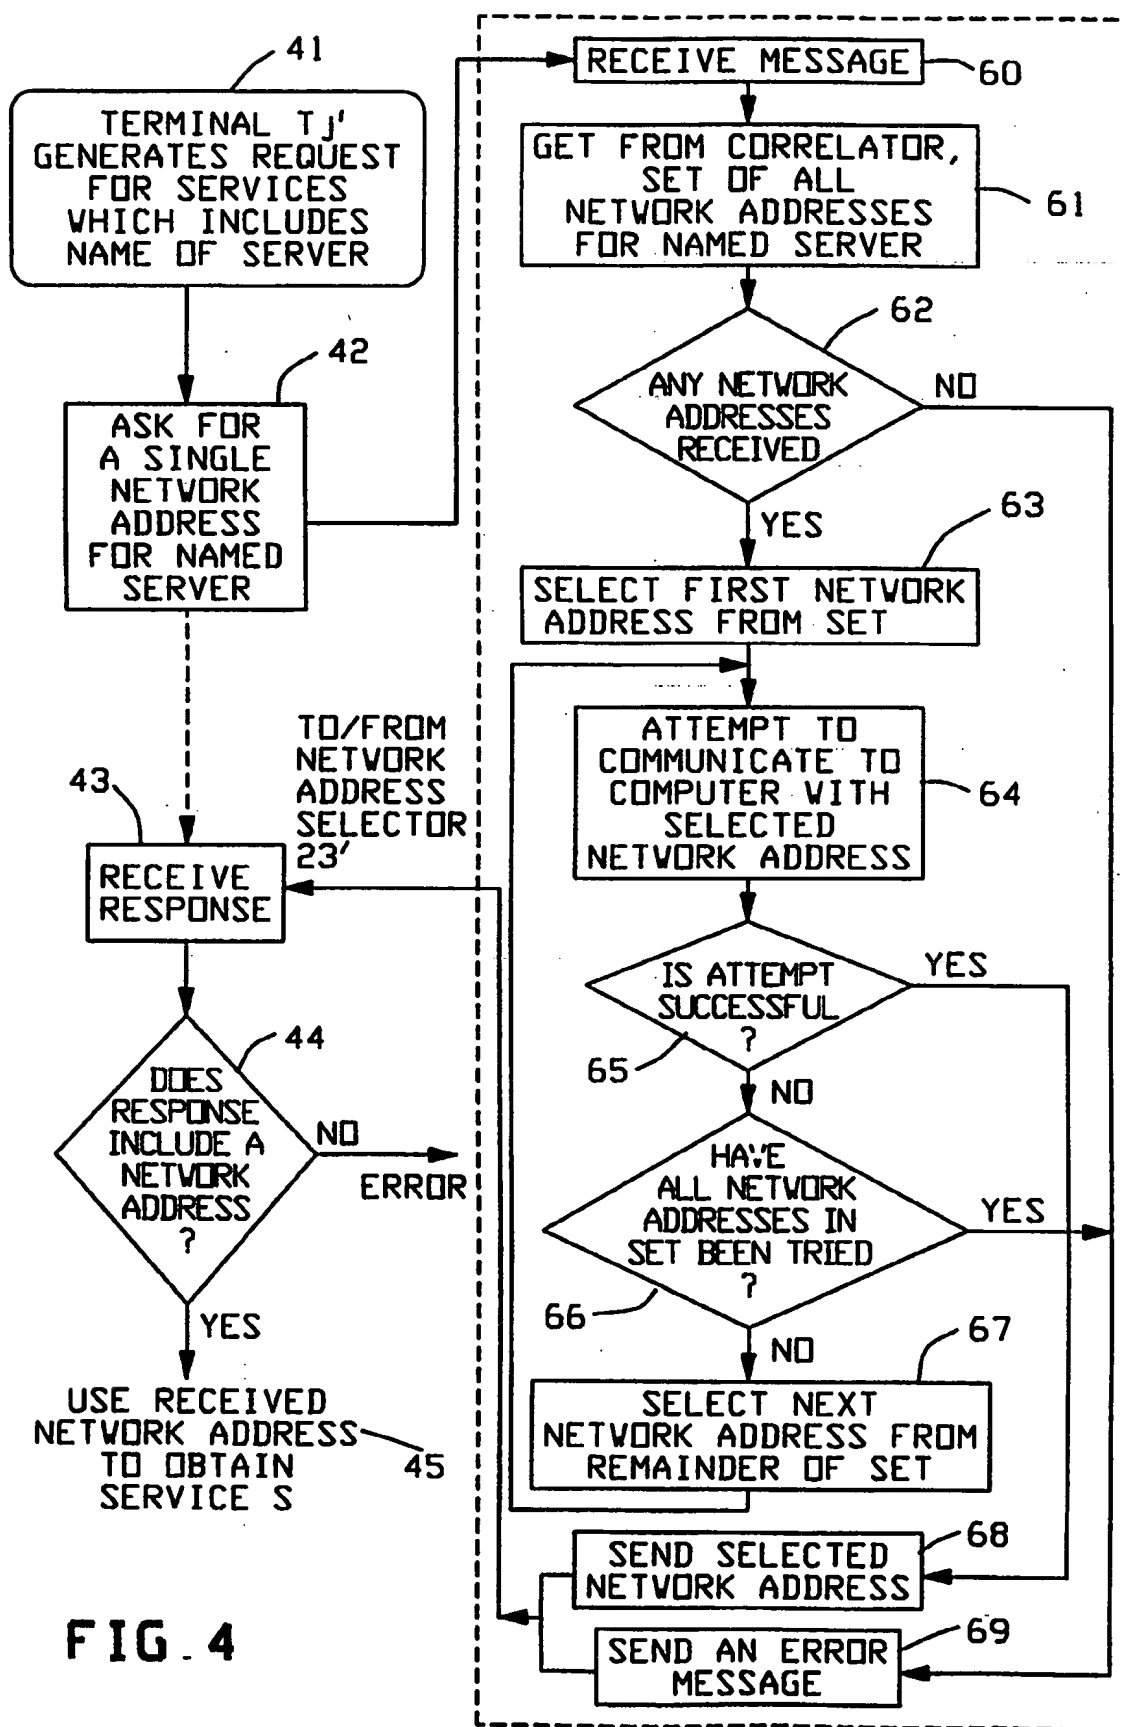 41
TERMINAL Tj'
GENERATES REQUEST
FOR SERVICES
WHICH INCLUDES
NAME OF SERVER
42
ASK FOR
A SINGLE
NETWORK
ADDRESS
FOR NAMED
SERVER
TO/FROM
NETWORK
ADDRESS
SELECTOR
23'
43
RECEIVE
RESPONSE
44
DOES
RESPONSE
INCLUDE A
NETWORK
ADDRESS
?
NO
ERROR
YES
USE RECEIVED
NETWORK ADDRESS
TO OBTAIN
SERVICE S
45
RECEIVE MESSAGE
60
GET FROM CORRELATOR,
SET OF ALL
NETWORK ADDRESSES
FOR NAMED SERVER
61
62
ANY NETWORK
ADDRESSES
RECEIVED
NO
YES
63
SELECT FIRST NETWORK
ADDRESS FROM SET
ATTEMPT TO
COMMUNICATE TO
COMPUTER WITH
SELECTED
NETWORK ADDRESS
64
IS ATTEMPT
SUCCESSFUL
?
YES
65
NO
HAVE
ALL NETWORK
ADDRESSES IN
SET BEEN TRIED
?
YES
66
NO
67
SELECT NEXT
NETWORK ADDRESS FROM
REMAINDER OF SET
68
SEND SELECTED
NETWORK ADDRESS
69
SEND AN ERROR
MESSAGE
FIG. 4